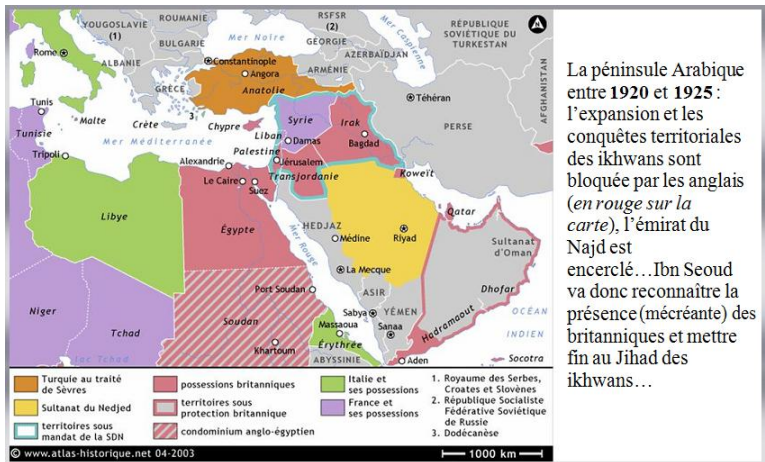 YOUGOSLAVIE
(1)
ROUMANIE
BULGARIE
Mer Noire
RSFSR
(2)
GEORGIE
AZERBAÏDJAN
ARMÉNIE
Mer Caspienne
RÉPUBLIQUE
SOVIÉTIQUE DU
TURKESTAN
AFGHANISTAN
Rome
ALBANIE
GRÈCE
Constantinople
Angora
Anatolie
3
Téhéran
PERSE
Tunis
Tunisie
Malte
Crète
Chypre
Mer Méditerranée
Tripoli
Syrie
Liban
Damas
Irak
Bagdad
Palestine
Jérusalem
Transjordanie
Alexandrie
Le Caire
Suez
Koweït
Libye
Égypte
HEDJAZ
Médine
Riyad
Qatar
Sultanat
d'Oman
Mer Rouge
La Mecque
Port Soudan
ASIR
Sabya
YÉMEN
Sanaa
Dhofar
Hadramaout
OCÉAN
INDIEN
Niger
Tchad
lac Tchad
Soudan
Khartoum
Massaoua
Érythrée
ABYSSINIE
Aden
Socotra
Turquie au traité
de Sèvres
Sultanat du Nedjed
territoires sous
mandat de la SDN
possessions britanniques
territoires sous
protection britannique
condominium anglo-égyptien
Italie et
ses possessions
France et
ses possessions
1. Royaume des Serbes,
Croates et Slovènes
2. République Socialiste
Fédérative Soviétique
de Russie
3. Dodécanèse
© www.atlas-historique.net 04-2003
1000 km
La péninsule Arabique
entre 1920 et 1925 :
l’expansion et les
conquêtes territoriales
des ikhwans sont
bloquée par les anglais
(en rouge sur la
carte), l’émirat du
Najd est
encerclé…Ibn Seoud
va donc reconnaître la
présence (mécréante) des
britanniques et mettre
fin au Jihad des
ikhwans…